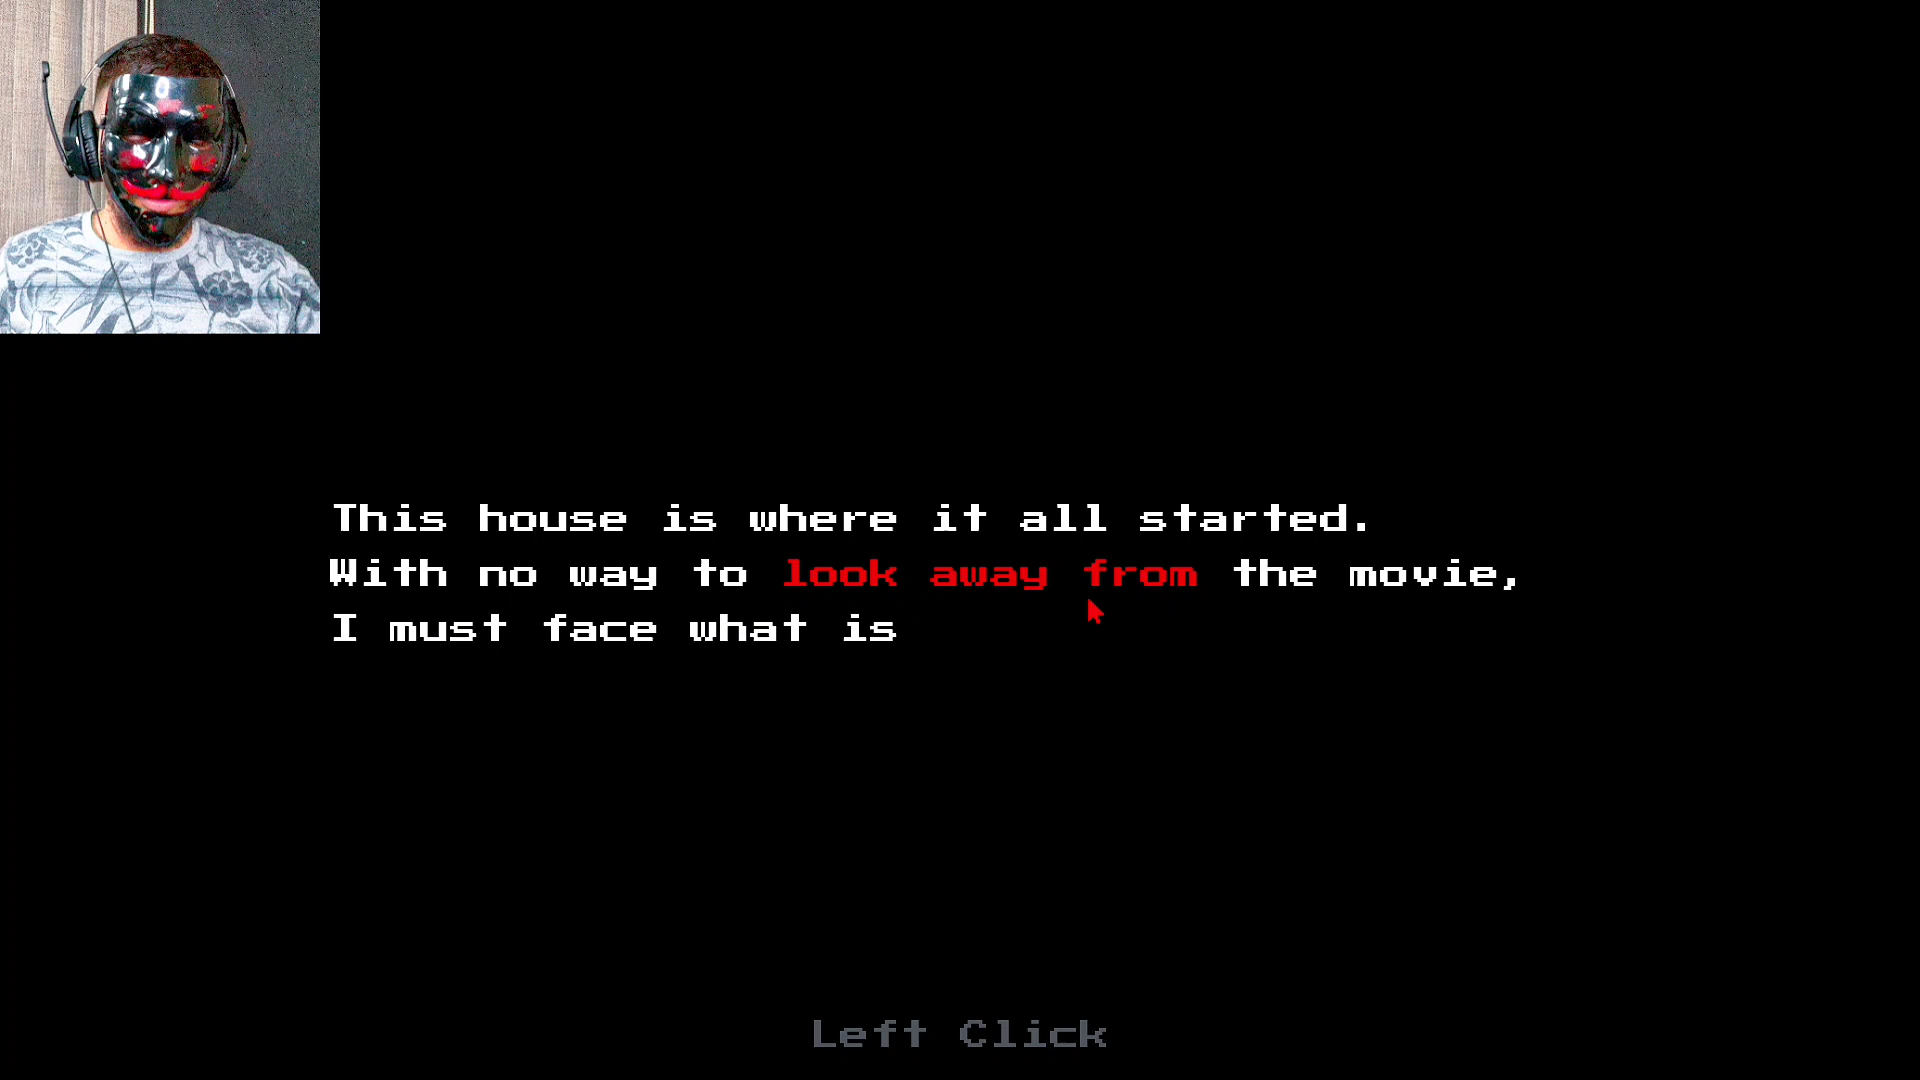 This house is where it all started.
With no way to look away from the movie,
I must face what is
Left Click